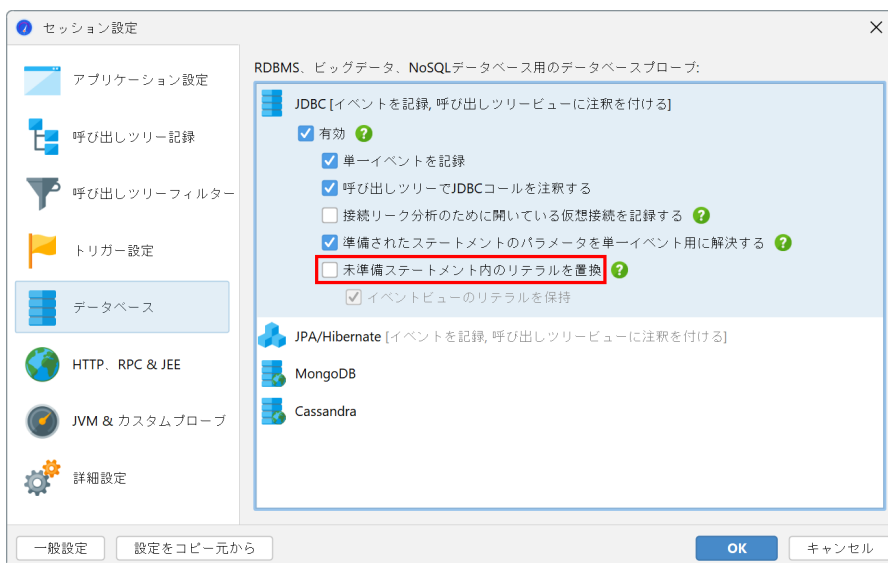 セッション設定
アプリケーション設定
呼び出しツリー記録
呼び出しツリーフィルター
トリガー設定
データベース
HTTP、RPC & JEE
JVM & カスタムプローブ
詳細設定
RDBMS、ビッグデータ、NoSQLデータベース用のデータベースプローブ:
JDBC [イベントを記録, 呼び出しツリービューに注釈を付ける]
有効
単一イベントを記録
呼び出しツリーでJDBCコールを注釈する
接続リーク分析のために開いている仮想接続を記録する
準備されたステートメントのパラメータを単一イベント用に解決する
未準備ステートメント内のリテラルを置換
イベントビューのリテラルを保持
JPA/Hibernate [イベントを記録, 呼び出しツリービューに注釈を付ける]
MongoDB
Cassandra
一般設定
設定をコピー元から
OK
キャンセル